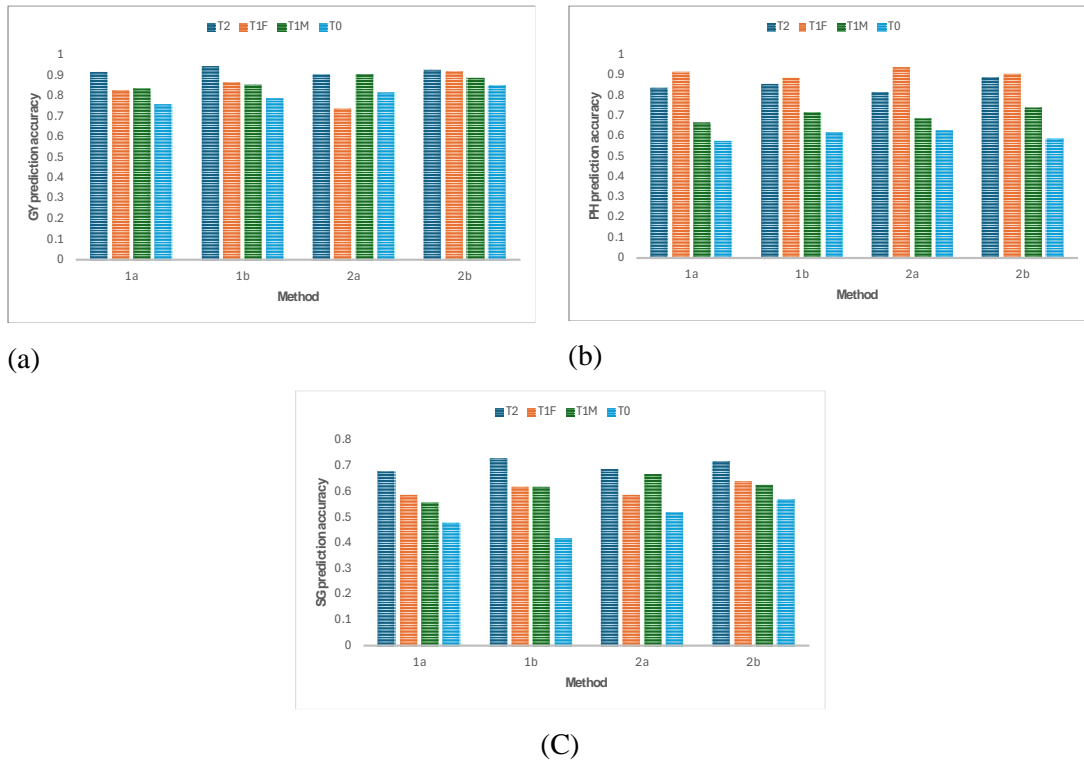 T2 T1F T1M T0
1
0.9
0.8
0.7
0.6
0.5
0.4
0.3
0.2
0.1
0
GY prediction accuracy
1a 1b 2a 2b
Method
(a)
T2 T1F T1M T0
1
0.9
0.8
0.7
0.6
0.5
0.4
0.3
0.2
0.1
0
PH prediction accuracy
1a 1b 2a 2b
Method
(b)
T2 T1F T1M T0
0.8
0.7
0.6
0.5
0.4
0.3
0.2
0.1
0
SG prediction accuracy
1a 1b 2a 2b
Method
(C)